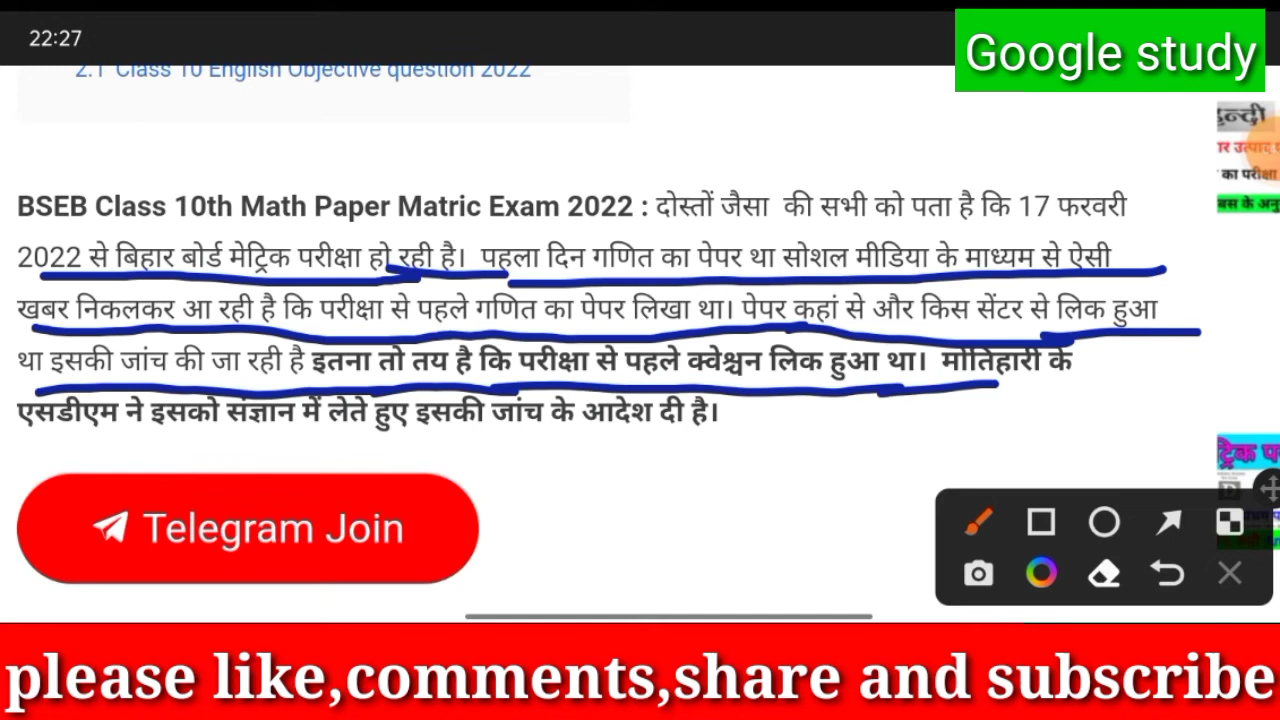 22:27
Google study
2.1 Class 10 English Objective question 2022
BSEB Class 10th Math Paper Matric Exam 2022 : दोस्तों जैसा की सभी को पता है कि 17 फरवरी
2022 से बिहार बोर्ड मेट्रिक परीक्षा हो रही है। पहला दिन गणित का पेपर था सोशल मीडिया के माध्यम से ऐसी
खबर निकलकर आ रही है कि परीक्षा से पहले गणित का पेपर लिखा था। पेपर कहां से और किस सेंटर से लिक हुआ
था इसकी जांच की जा रही है इतना तो तय है कि परीक्षा से पहले क्वेश्चन लिक हुआ था। मोतिहारी के
एसडीएम ने इसको संज्ञान में लेते हुए इसकी जांच के आदेश दी है।
का परीक्षा
Telegram Join
please like,comments,share and subscribe